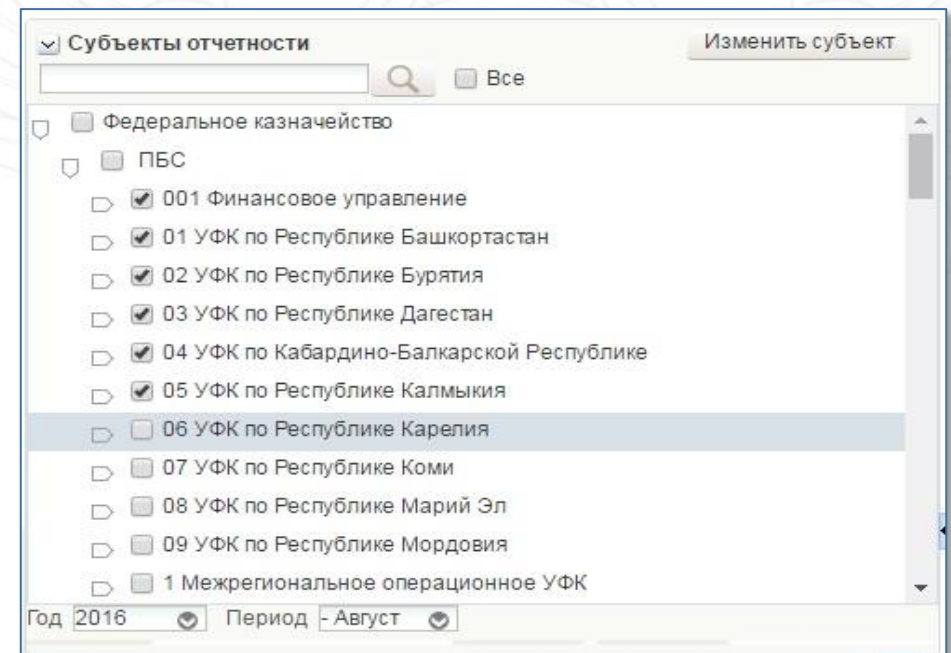 Субъекты отчетности Изменить субъект
Все
Федеральное казначейство
ПБС
001 Финансовое управление
01 УФК по Республике Башкортастан
02 УФК по Республике Бурятия
03 УФК по Республике Дагестан
04 УФК по Кабардино-Балкарской Республике
05 УФК по Республике Калмыкия
06 УФК по Республике Карелия
07 УФК по Республике Коми
08 УФК по Республике Марий Эл
09 УФК по Республике Мордовия
1 Межрегиональное операционное УФК
Год 2016 Период - Август